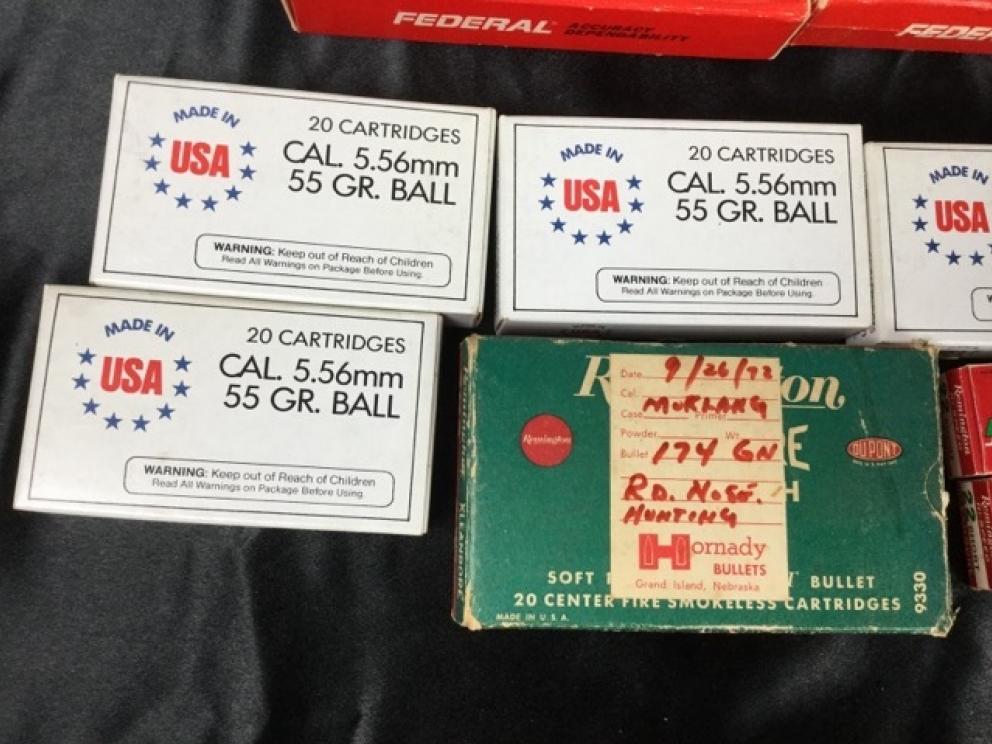 FEDERAL ACCURACY
DEPENDABILITY
FEDERAL
MADE IN
USA
20 CARTRIDGES
CAL. 5.56mm
55 GR. BALL
WARNING: Keep out of Reach of Children
Read All Warnings on Package Before Using.
MADE IN
USA
20 CARTRIDGES
CAL. 5.56mm
55 GR. BALL
WARNING: Keep out of Reach of Children
Read All Warnings on Package Before Using.
MADE IN
USA
MADE IN
USA
20 CARTRIDGES
CAL. 5.56mm
55 GR. BALL
WARNING: Keep out of Reach of Children
Read All Warnings on Package Before Using.
Remington
DUPONT
Date 9/26/72
Cal.
Case Primer
Powder Wt.
Bullet 174 GN
RD. NOSE.
HUNTING
Hornady
BULLETS
Grand Island, Nebraska
SOFT BULLET
20 CENTER FIRE SMOKELESS CARTRIDGES
MADE IN U.S.A.
9330
KLEANBORE
Remington
Remington
22